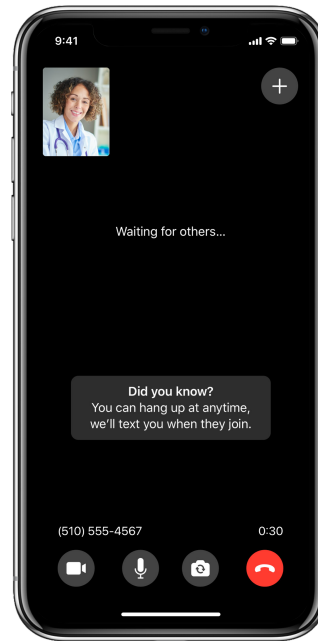 9:41
Waiting for others...
Did you know?
You can hang up at anytime,
we'll text you when they join.
(510) 555-4567
0:30